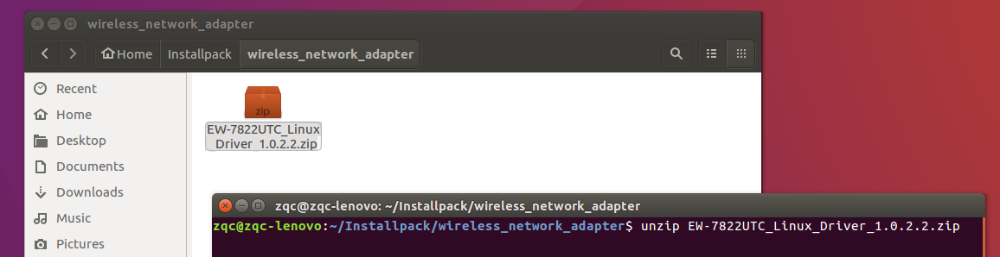 wireless_network_adapter
Home Installpack wireless_network_adapter
Recent
Home
Desktop
Documents
Downloads
Music
Pictures
zip
EW-7822UTC_Linux_
Driver_1.0.2.2.zip
zqc@zqc-lenovo: ~/Installpack/wireless_network_adapter
zqc@zqc-lenovo:~/Installpack/wireless_network_adapter$ unzip EW-7822UTC_Linux_Driver_1.0.2.2.zip